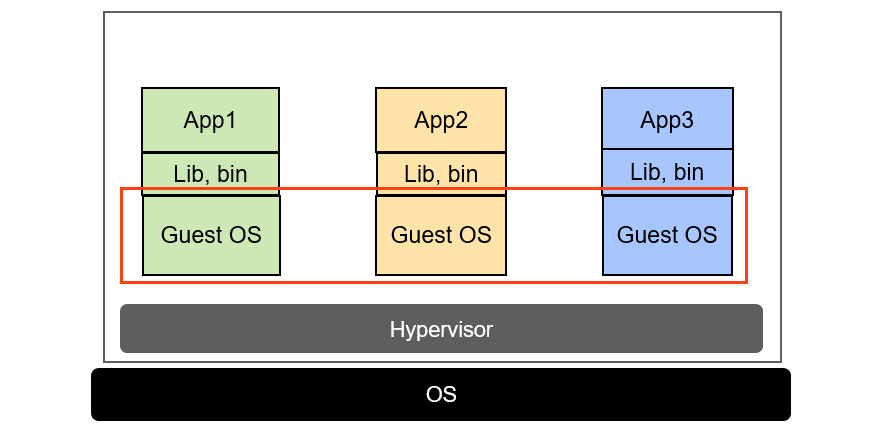 App1
App2
App3
Lib, bin
Lib, bin
Lib, bin
Guest OS
Guest OS
Guest OS
Hypervisor
OS